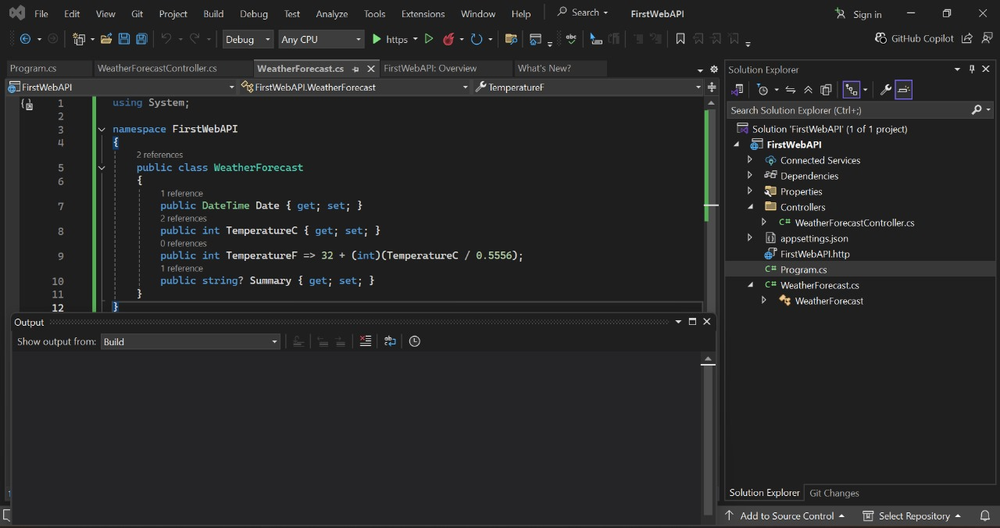 File Edit View Git Project Build Debug Test Analyze Tools Extensions Window Help Search FirstWebAPI Sign in
Debug Any CPU https GitHub Copilot
Program.cs WeatherForecastController.cs WeatherForecast.cs FirstWebAPI: Overview What's New?
FirstWebAPI FirstWebAPI.WeatherForecast TemperatureF
1 using System;
2
3 namespace FirstWebAPI
4 {
2 references
5 public class WeatherForecast
6 {
1 reference
7 public DateTime Date { get; set; }
2 references
8 public int TemperatureC { get; set; }
0 references
9 public int TemperatureF => 32 + (int)(TemperatureC / 0.5556);
1 reference
10 public string? Summary { get; set; }
11 }
12 }
Output
Show output from: Build
Solution Explorer
Search Solution Explorer (Ctrl+;)
Solution 'FirstWebAPI' (1 of 1 project)
FirstWebAPI
Connected Services
Dependencies
Properties
Controllers
C# WeatherForecastController.cs
appsettings.json
FirstWebAPI.http
C# Program.cs
C# WeatherForecast.cs
WeatherForecast
Solution Explorer Git Changes
Add to Source Control Select Repository